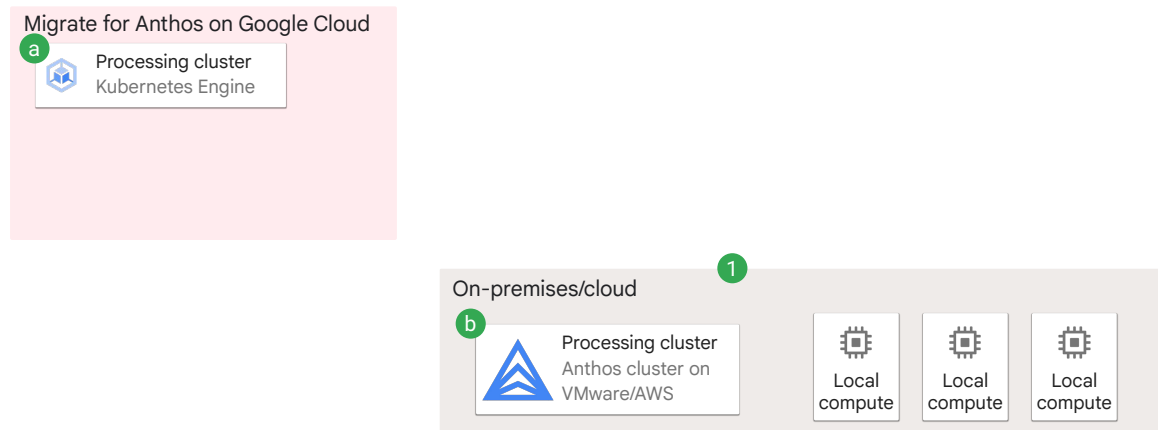 Migrate for Anthos on Google Cloud
a
Processing cluster
Kubernetes Engine
1
On-premises/cloud
b
Processing cluster
Anthos cluster on
VMware/AWS
Local
compute
Local
compute
Local
compute